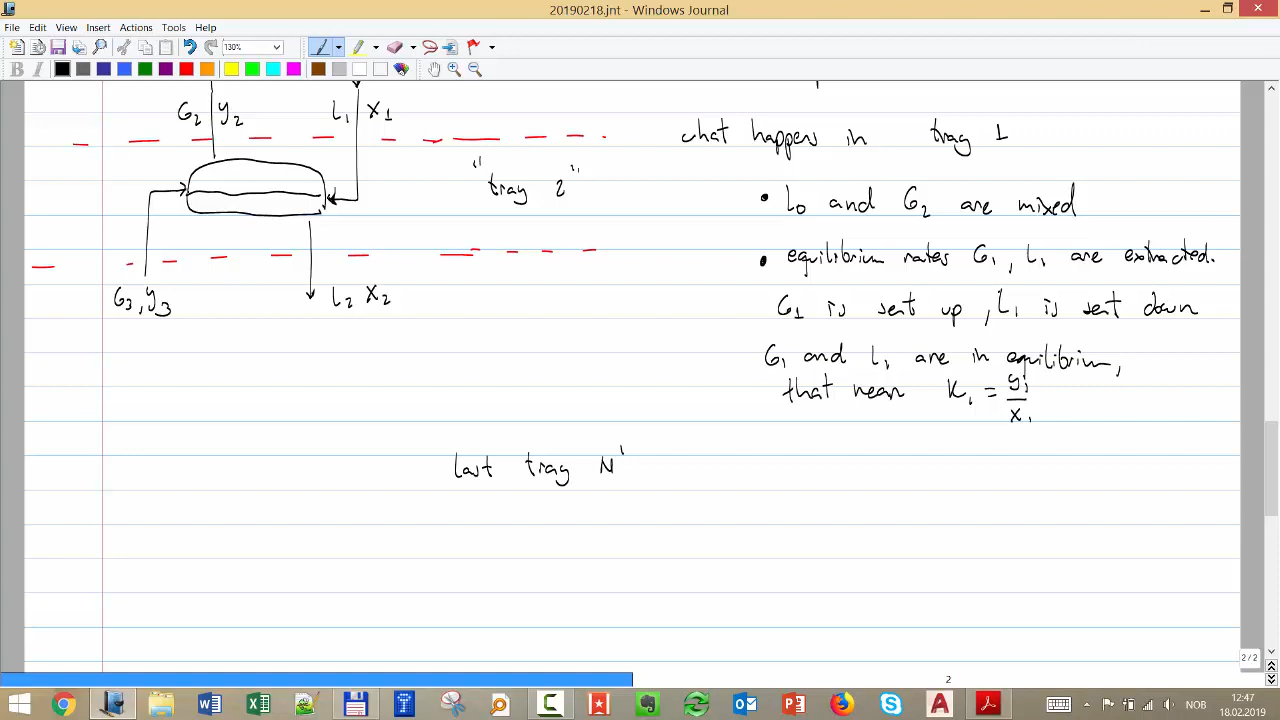 20190218.jnt - Windows Journal
File Edit View Insert Actions Tools Help
130%
G2 y2 L1 x1
"tray 2"
G3, y3 L2 x2
what happens in tray 1
• L0 and G2 are mixed
• equilibrium rates G1, L1 are extracted.
G1 is sent up, L1 is sent down
G1 and L1 are in equilibrium,
that mean K1 = y1
x1
last tray N
2/2
2
NOB
12:47
18.02.2019